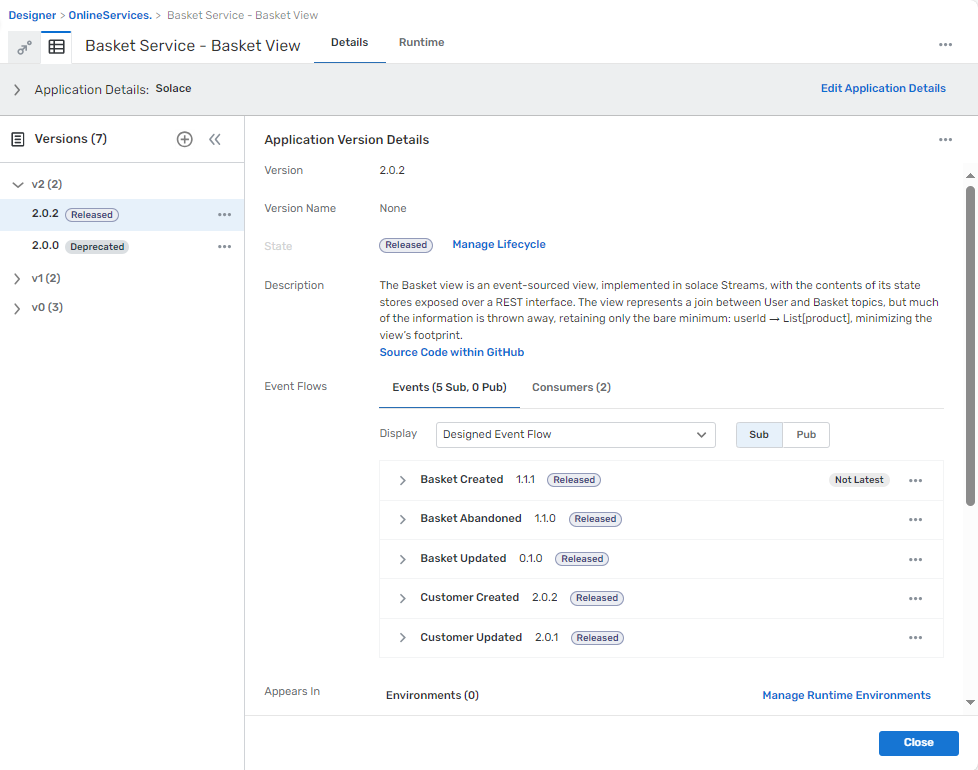 Designer > OnlineServices. > Basket Service - Basket View
Basket Service - Basket View Details Runtime
Application Details: Solace Edit Application Details
Versions (7)
v2 (2)
2.0.2 Released
2.0.0 Deprecated
v1 (2)
v0 (3)
Application Version Details
Version 2.0.2
Version Name None
State Released Manage Lifecycle
Description The Basket view is an event-sourced view, implemented in solace Streams, with the contents of its state
stores exposed over a REST interface. The view represents a join between User and Basket topics, but much
of the information is thrown away, retaining only the bare minimum: userId → List[product], minimizing the
view's footprint.
Source Code within GitHub
Event Flows Events (5 Sub, 0 Pub) Consumers (2)
Display Designed Event Flow Sub Pub
Basket Created 1.1.1 Released Not Latest
Basket Abandoned 1.1.0 Released
Basket Updated 0.1.0 Released
Customer Created 2.0.2 Released
Customer Updated 2.0.1 Released
Appears In Environments (0) Manage Runtime Environments
Close